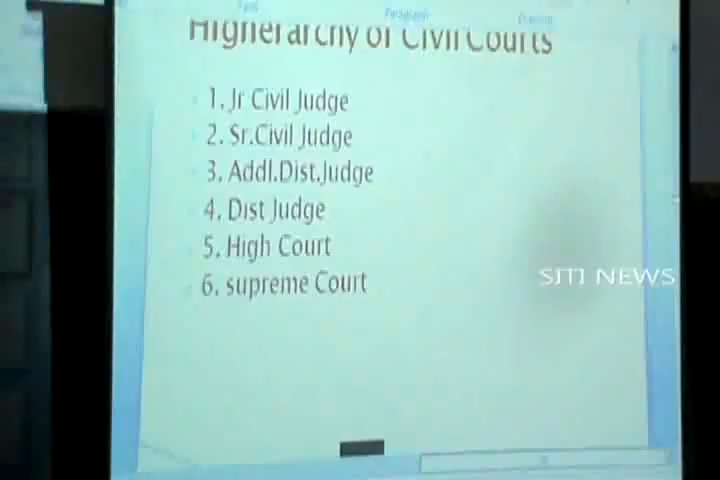 Higherarchy of Civil Courts
1. Jr Civil Judge
2. Sr.Civil Judge
3. Addl.Dist.Judge
4. Dist Judge
5. High Court
6. supreme Court
SITI NEWS
Paragraph